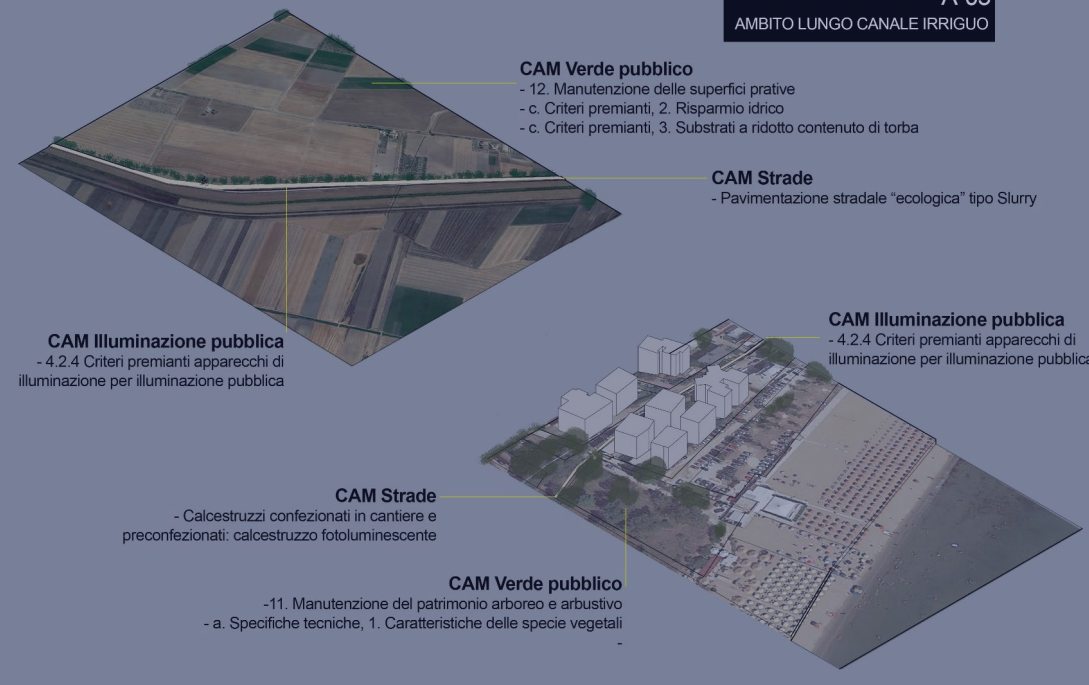 AMBITO LUNGO CANALE IRRIGUO
CAM Verde pubblico
- 12. Manutenzione delle superfici prative
- c. Criteri premianti, 2. Risparmio idrico
- c. Criteri premianti, 3. Substrati a ridotto contenuto di torba
CAM Strade
- Pavimentazione stradale “ecologica” tipo Slurry
CAM Illuminazione pubblica
- 4.2.4 Criteri premianti apparecchi di
illuminazione per illuminazione pubblica
CAM Illuminazione pubblica
- 4.2.4 Criteri premianti apparecchi di
illuminazione per illuminazione pubblica
CAM Strade
- Calcestruzzi confezionati in cantiere e
preconfezionati: calcestruzzo fotoluminescente
CAM Verde pubblico
-11. Manutenzione del patrimonio arboreo e arbustivo
- a. Specifiche tecniche, 1. Caratteristiche delle specie vegetali
-